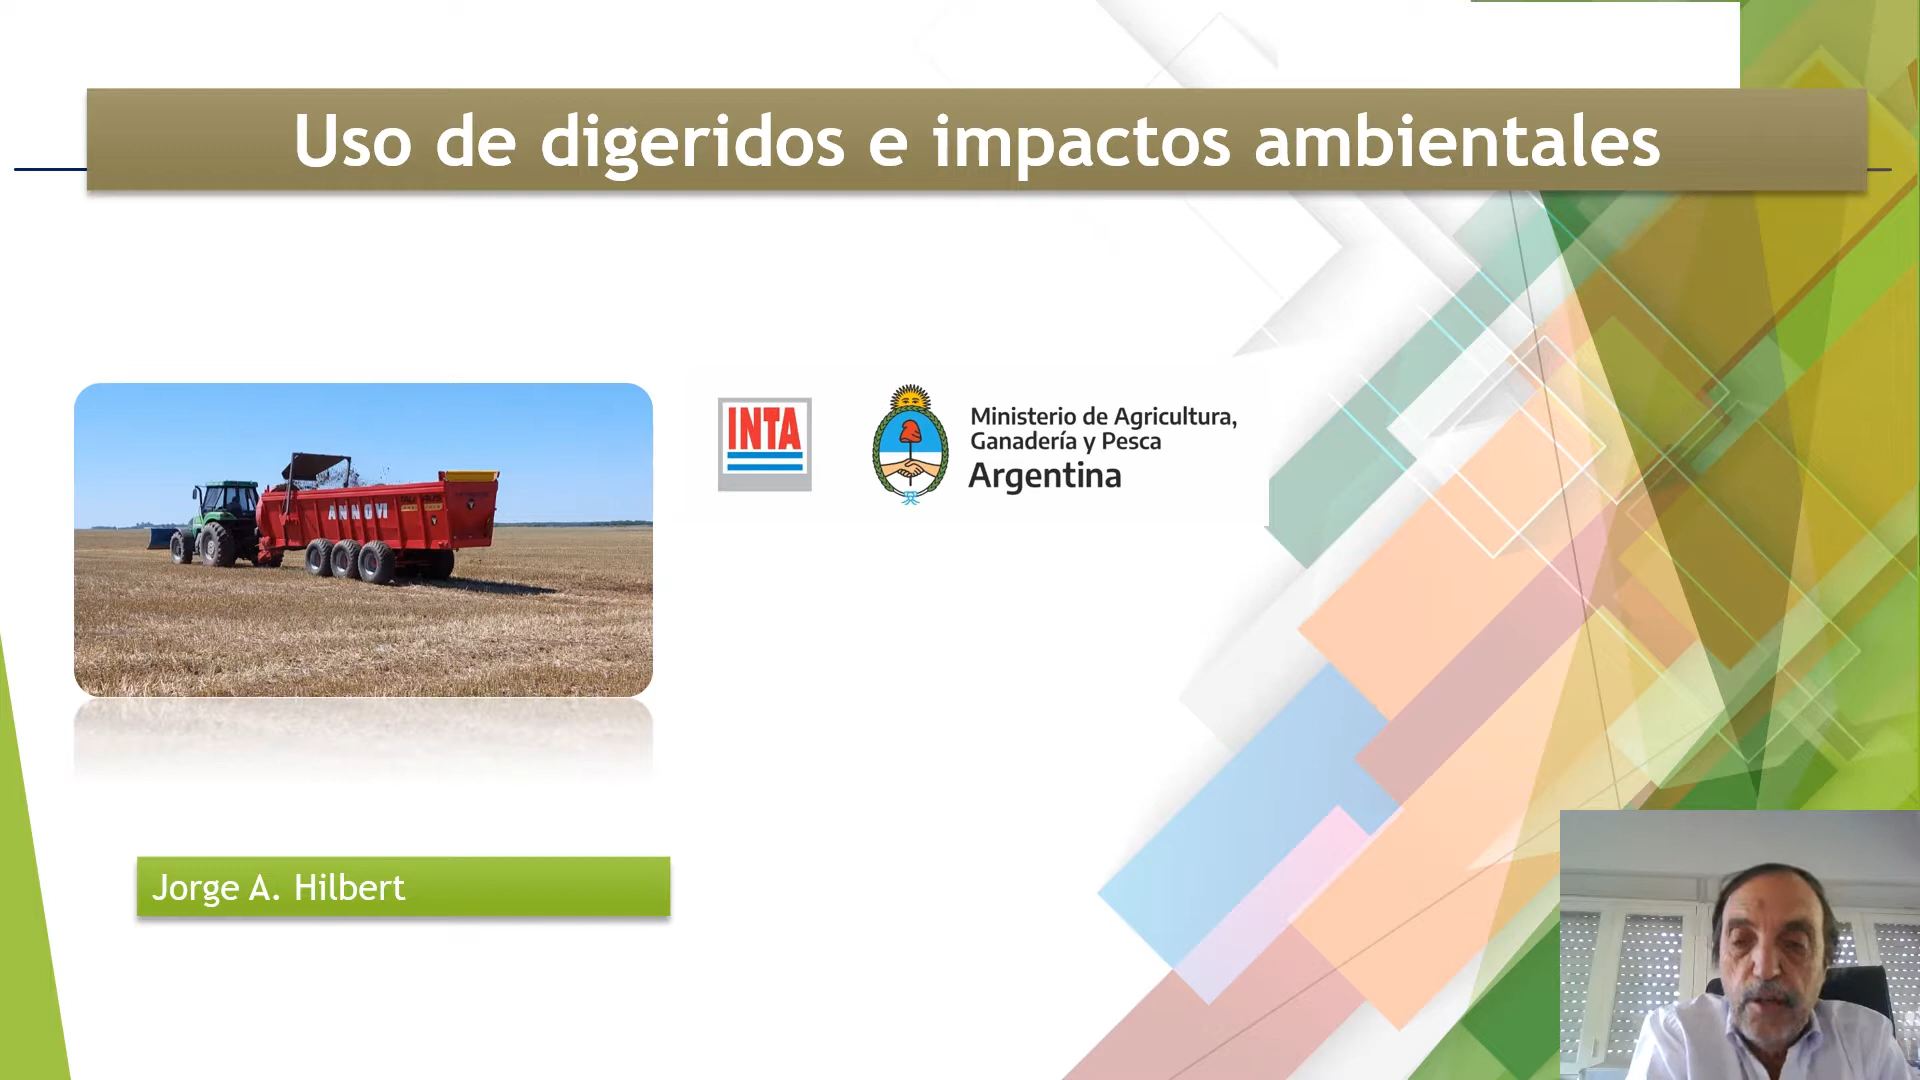 Uso de digeridos e impactos ambientales
ANNOVI
INTA
Ministerio de Agricultura,
Ganadería y Pesca
Argentina
Jorge A. Hilbert